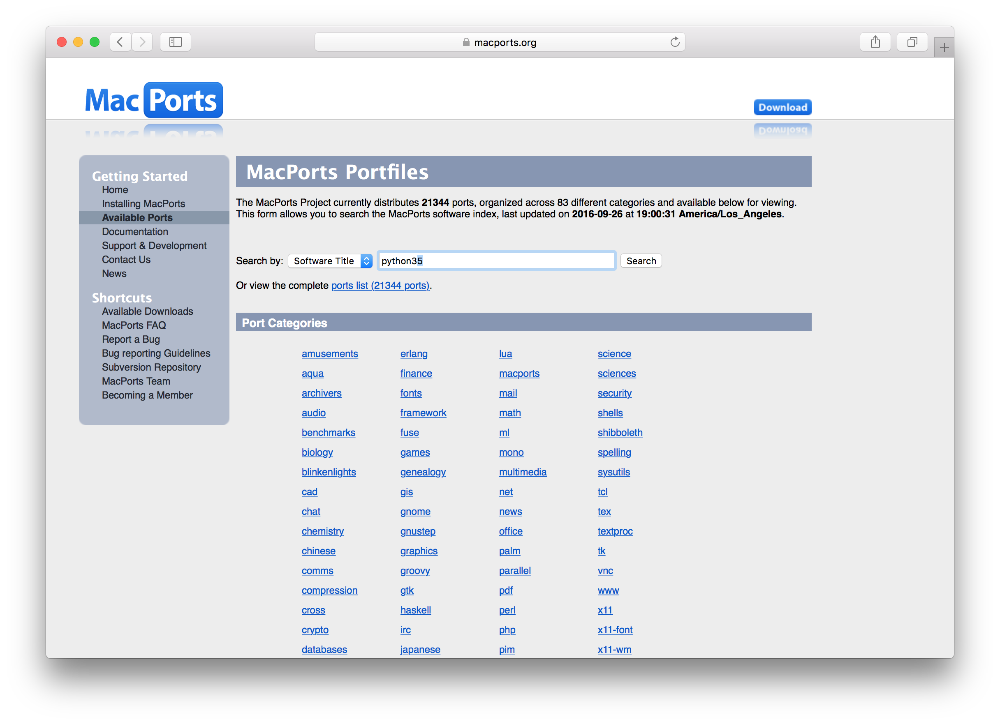 macports.org
MacPorts
Download
Getting Started
Home
Installing MacPorts
Available Ports
Documentation
Support & Development
Contact Us
News
Shortcuts
Available Downloads
MacPorts FAQ
Report a Bug
Bug reporting Guidelines
Subversion Repository
MacPorts Team
Becoming a Member
MacPorts Portfiles
The MacPorts Project currently distributes 21344 ports, organized across 83 different categories and available below for viewing.
This form allows you to search the MacPorts software index, last updated on 2016-09-26 at 19:00:31 America/Los_Angeles.
Search by: Software Title python35 Search
Or view the complete ports list (21344 ports).
Port Categories
amusements erlang lua science
aqua finance macports sciences
archivers fonts mail security
audio framework math shells
benchmarks fuse ml shibboleth
biology games mono spelling
blinkenlights genealogy multimedia sysutils
cad gis net tcl
chat gnome news tex
chemistry gnustep office textproc
chinese graphics palm tk
comms groovy parallel vnc
compression gtk pdf www
cross haskell perl x11
crypto irc php x11-font
databases japanese pim x11-wm